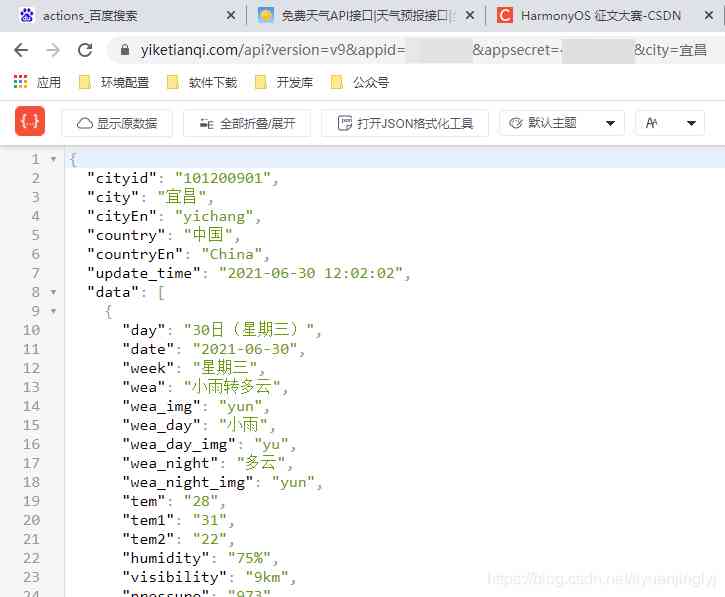 actions_百度搜索
免费天气API接口|天气预报接口|
HarmonyOS 征文大赛-CSDN
yiketianqi.com/api?version=v9&appid= &appsecret= &city=宜昌
应用 环境配置 软件下载 开发库 公众号
{...} 显示原数据 全部折叠/展开 打开JSON格式化工具 默认主题
1 {
2 "cityid": "101200901",
3 "city": "宜昌",
4 "cityEn": "yichang",
5 "country": "中国",
6 "countryEn": "China",
7 "update_time": "2021-06-30 12:02:02",
8 "data": [
9 {
10 "day": "30日（星期三）",
11 "date": "2021-06-30",
12 "week": "星期三",
13 "wea": "小雨转多云",
14 "wea_img": "yun",
15 "wea_day": "小雨",
16 "wea_day_img": "yu",
17 "wea_night": "多云",
18 "wea_night_img": "yun",
19 "tem": "28",
20 "tem1": "31",
21 "tem2": "22",
22 "humidity": "75%",
23 "visibility": "9km",
24 "pressure": "973",